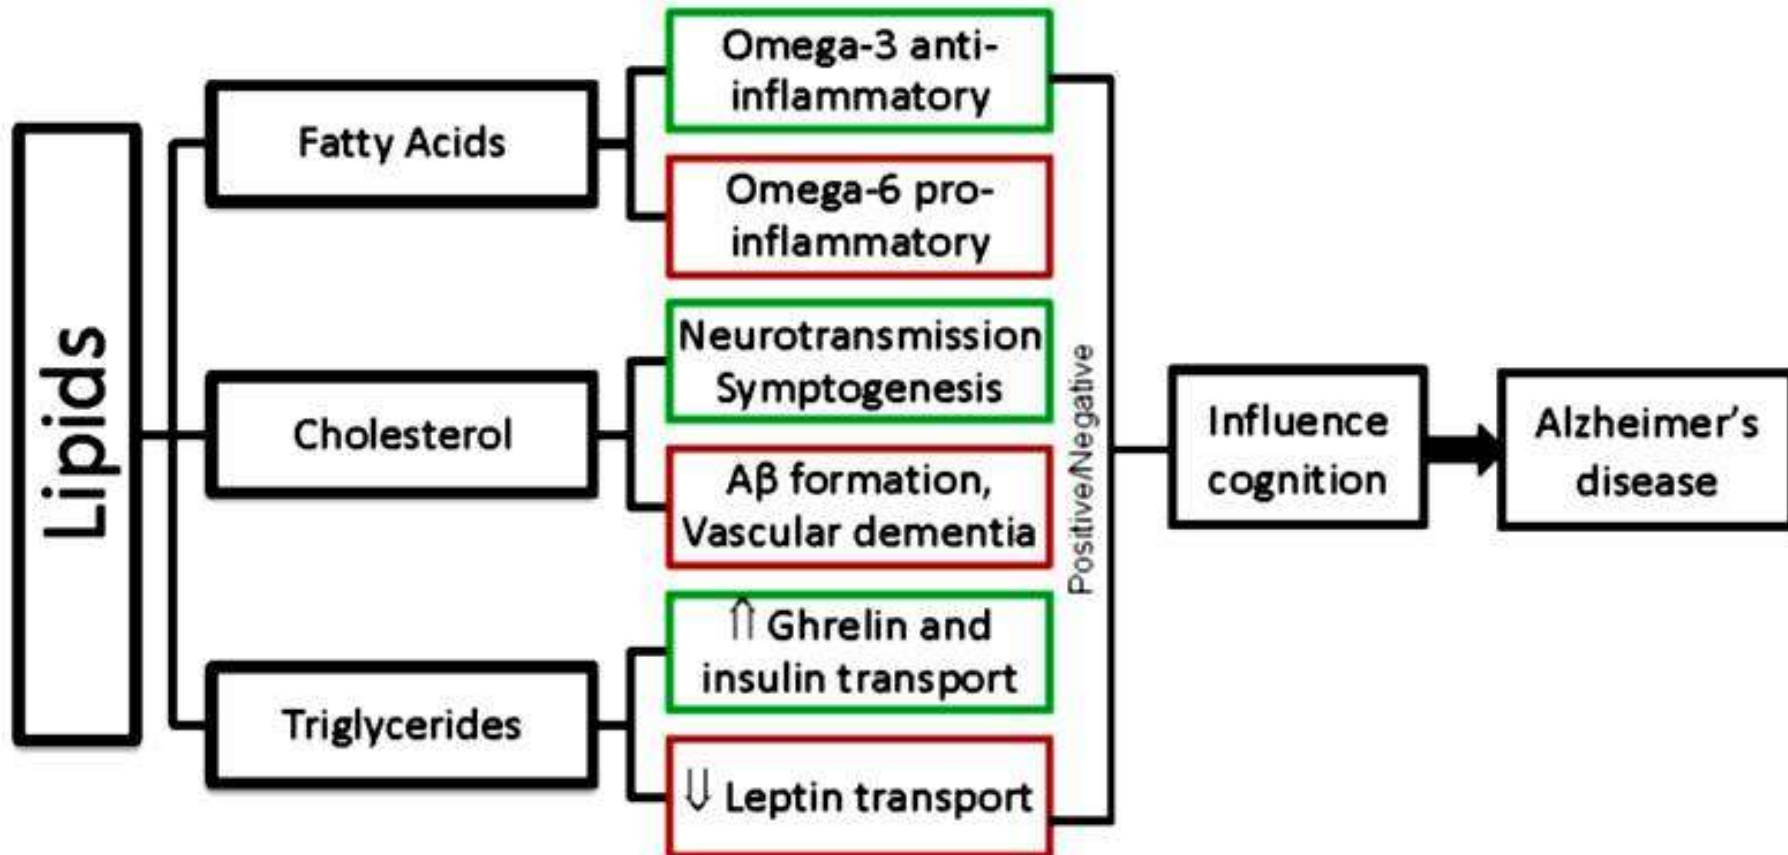 Lipids
Fatty Acids
Omega-3 anti-
inflammatory
Omega-6 pro-
inflammatory
Cholesterol
Neurotransmission
Symptogenesis
Aβ formation,
Vascular dementia
Triglycerides
⇑ Ghrelin and
insulin transport
⇓ Leptin transport
Positive/Negative
Influence
cognition
Alzheimer's
disease